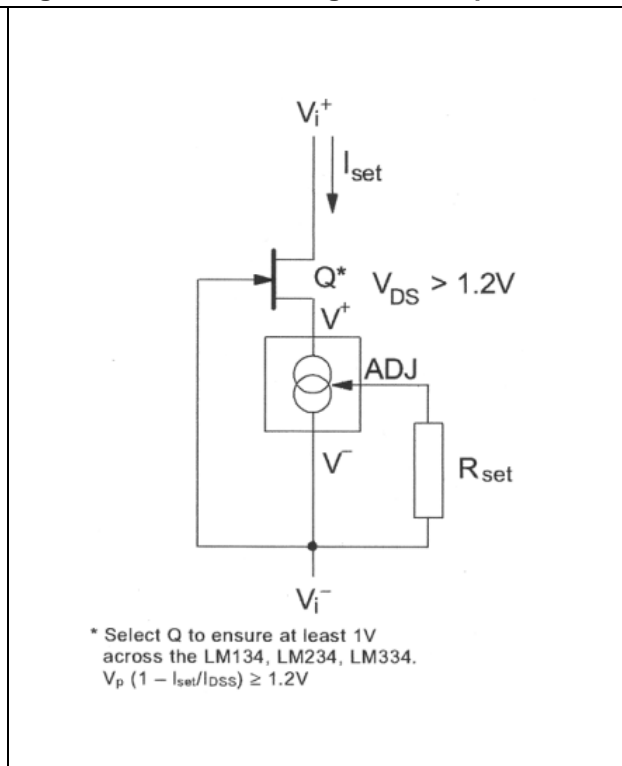 Vi+
Iset
Q*
VDS > 1.2V
V+
ADJ
V–
Rset
Vi–
* Select Q to ensure at least 1V
across the LM134, LM234, LM334.
Vp (1 – Iset/IDSS) ≥ 1.2V